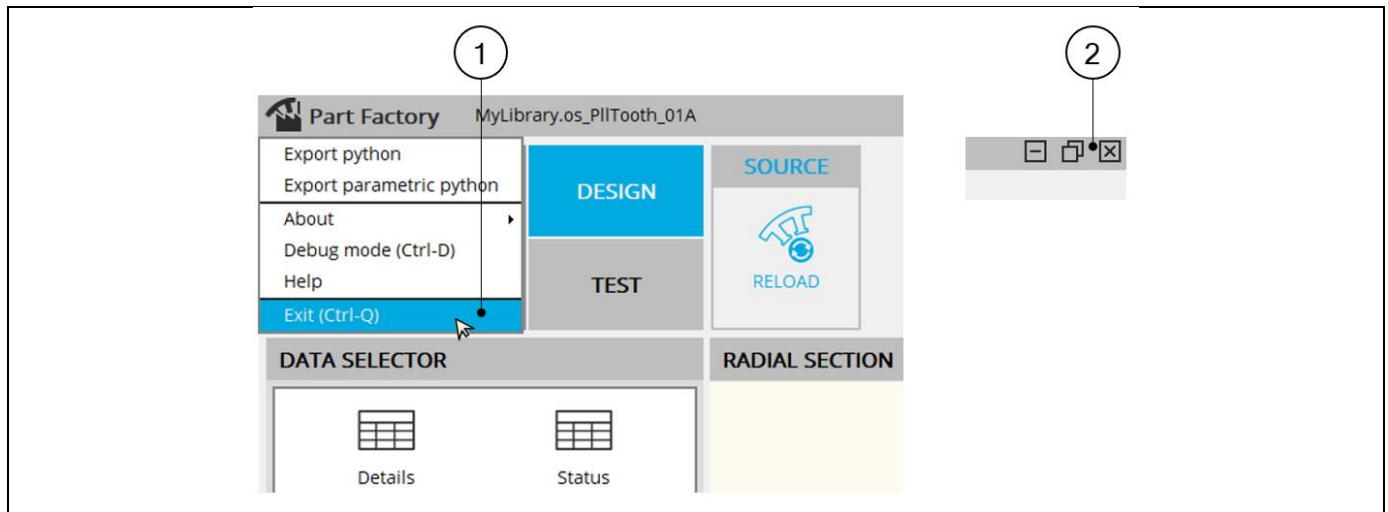 1
2
Part Factory MyLibrary.os_PllTooth_01A
Export python
Export parametric python
About
Debug mode (Ctrl-D)
Help
Exit (Ctrl-Q)
DESIGN
TEST
SOURCE
RELOAD
DATA SELECTOR
Details
Status
RADIAL SECTION